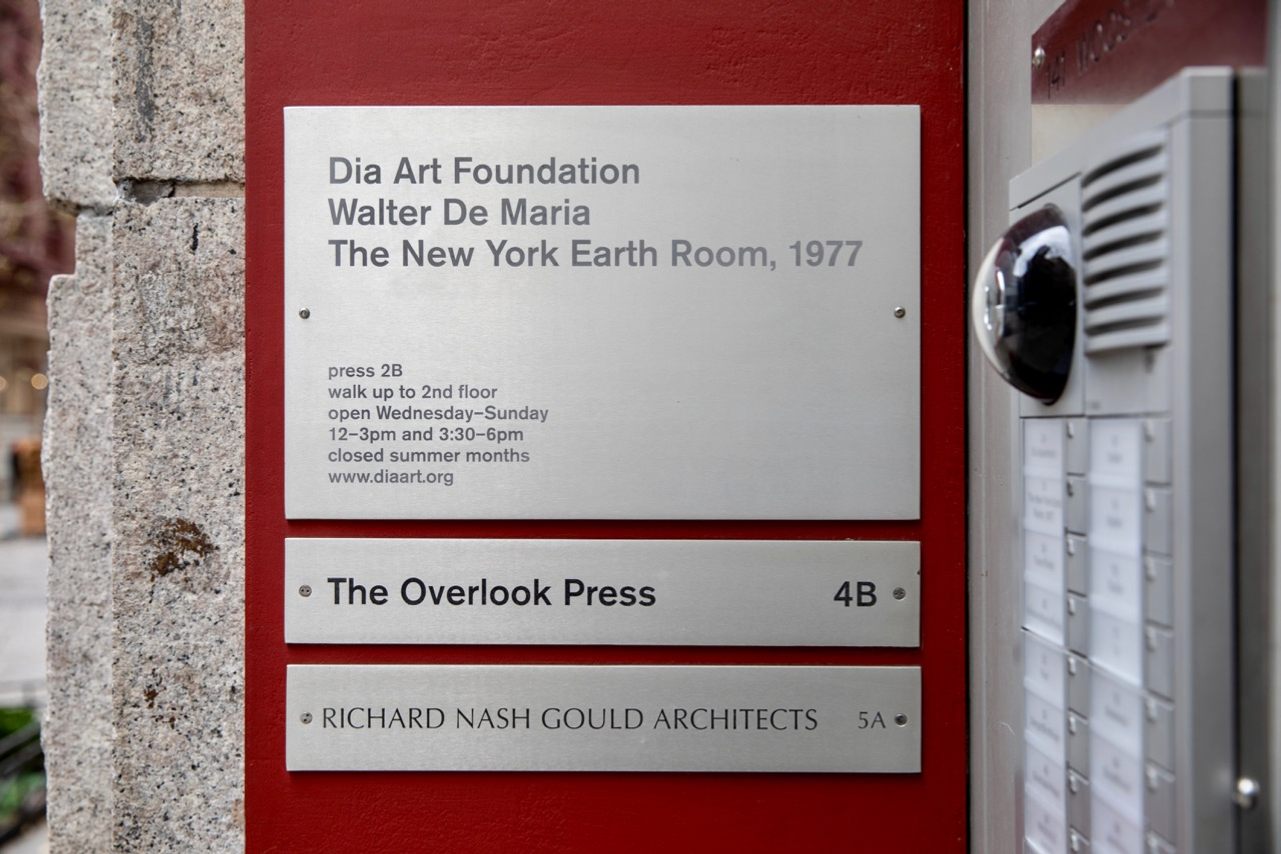 Dia Art Foundation
Walter De Maria
The New York Earth Room, 1977
press 2B
walk up to 2nd floor
open Wednesday–Sunday
12–3pm and 3:30–6pm
closed summer months
www.diaart.org
The Overlook Press 4B
RICHARD NASH GOULD ARCHITECTS 5A